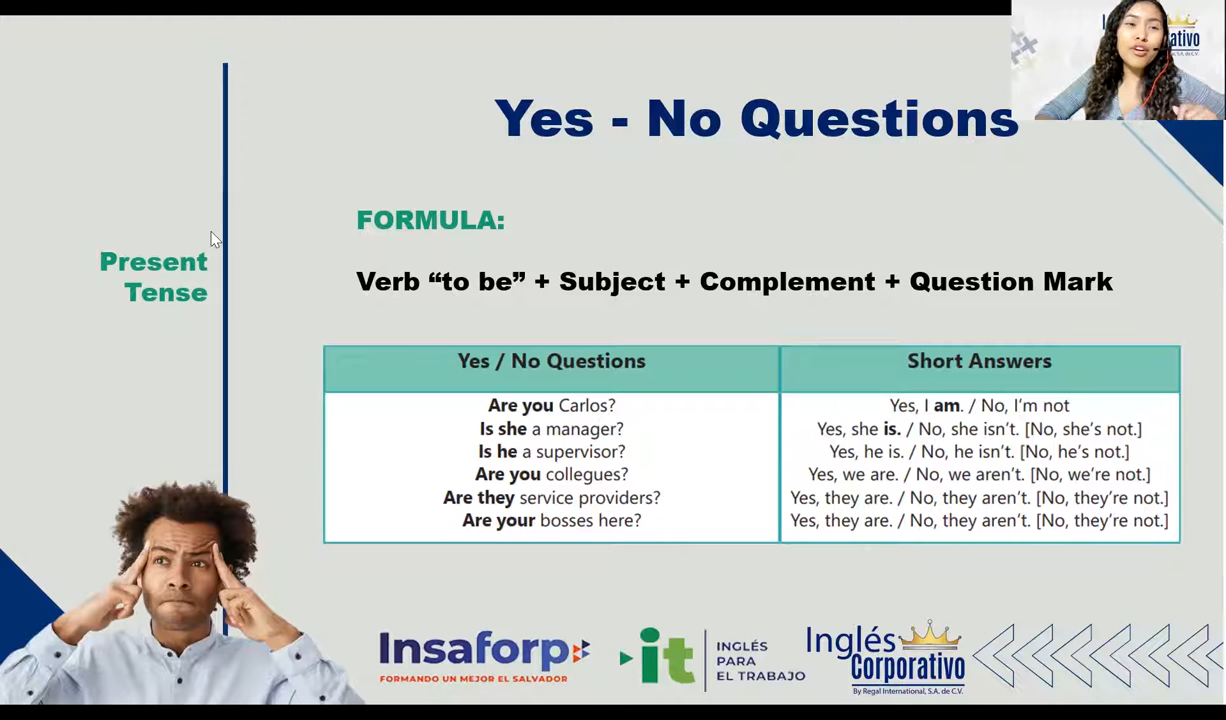 Yes - No Questions
FORMULA:
Present
Tense
Verb “to be” + Subject + Complement + Question Mark
Yes / No Questions
Short Answers
Are you Carlos?
Yes, I am. / No, I’m not
Is she a manager?
Yes, she is. / No, she isn’t. [No, she’s not.]
Is he a supervisor?
Yes, he is. / No, he isn’t. [No, he’s not.]
Are you collegues?
Yes, we are. / No, we aren’t. [No, we’re not.]
Are they service providers?
Yes, they are. / No, they aren’t. [No, they’re not.]
Are your bosses here?
Yes, they are. / No, they aren’t. [No, they’re not.]
Insaforp
FORMANDO UN MEJOR EL SALVADOR
it
INGLÉS
PARA
EL TRABAJO
Inglés
Corporativo
By Regal International, S.A. de C.V.